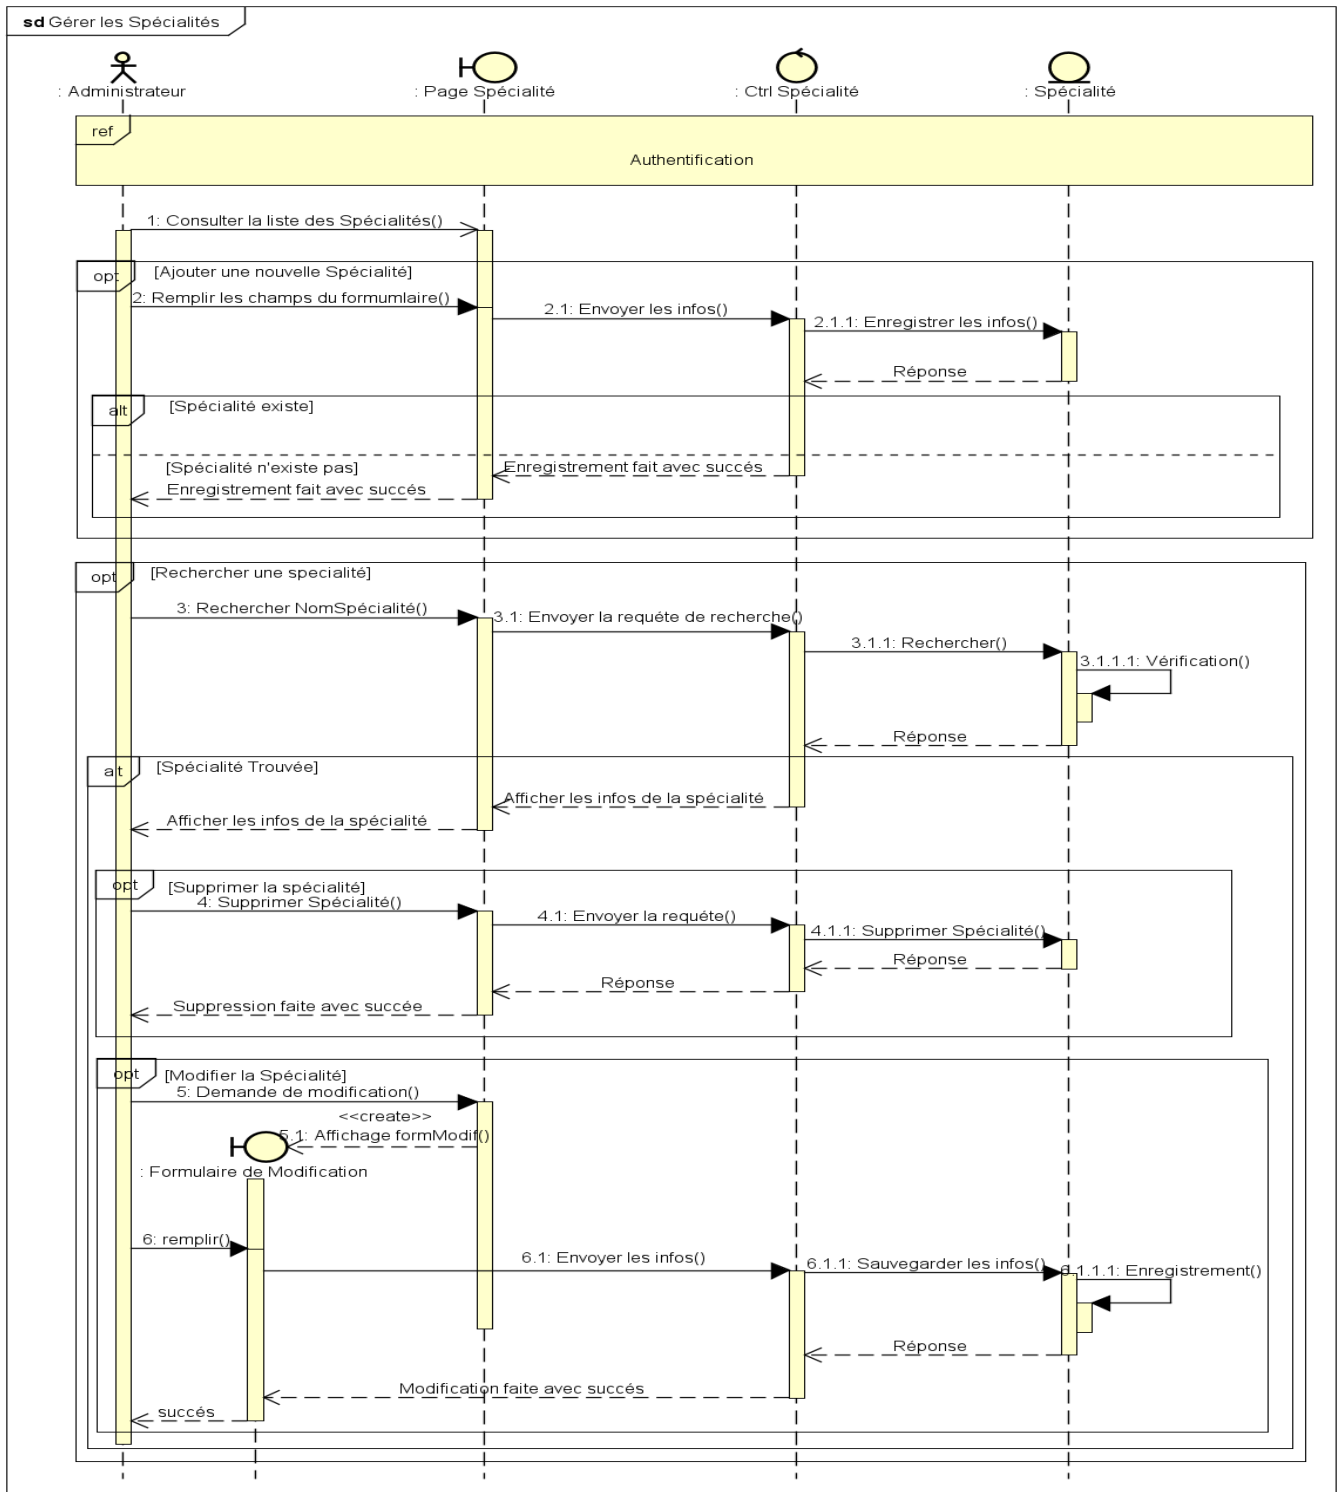 sd Gérer les Spécialités
: Administrateur
: Page Spécialité
: Ctrl Spécialité
: Spécialité
ref
Authentification
1: Consulter la liste des Spécialités()
opt
[Ajouter une nouvelle Spécialité]
2: Remplir les champs du formumlaire()
2.1: Envoyer les infos()
2.1.1: Enregistrer les infos()
Réponse
alt
[Spécialité existe]
[Spécialité n'existe pas]
Enregistrement fait avec succés
Enregistrement fait avec succés
opt
[Rechercher une specialité]
3: Rechercher NomSpécialité()
3.1: Envoyer la requéte de recherche()
3.1.1: Rechercher()
3.1.1.1: Vérification()
Réponse
alt
[Spécialité Trouvée]
Afficher les infos de la spécialité
Afficher les infos de la spécialité
opt
[Supprimer la spécialité]
4: Supprimer Spécialité()
4.1: Envoyer la requéte()
4.1.1: Supprimer Spécialité()
Réponse
Réponse
Suppression faite avec succée
opt
[Modifier la Spécialité]
5: Demande de modification()
<<create>>
5.1: Affichage formModif()
: Formulaire de Modification
6: remplir()
6.1: Envoyer les infos()
6.1.1: Sauvegarder les infos()
6.1.1.1: Enregistrement()
Réponse
Modification faite avec succés
succés